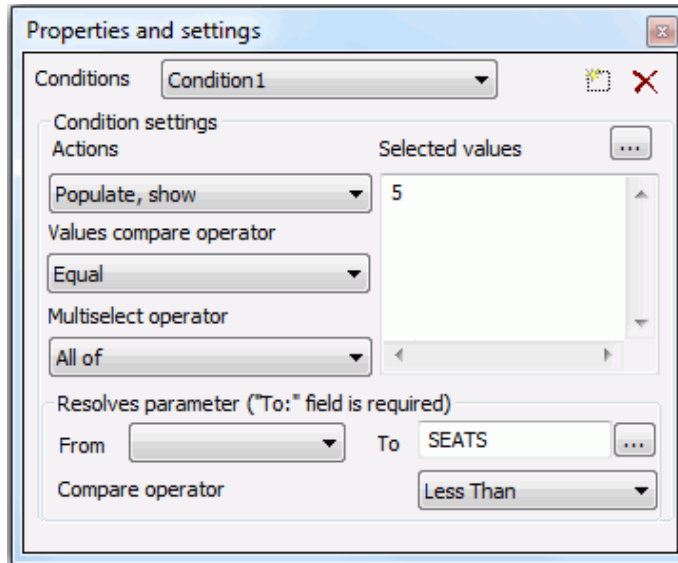 Properties and settings
Conditions Condition1
Condition settings
Actions Selected values ...
Populate, show 5
Values compare operator
Equal
Multiselect operator
All of
Resolves parameter ("To:" field is required)
From To SEATS ...
Compare operator Less Than